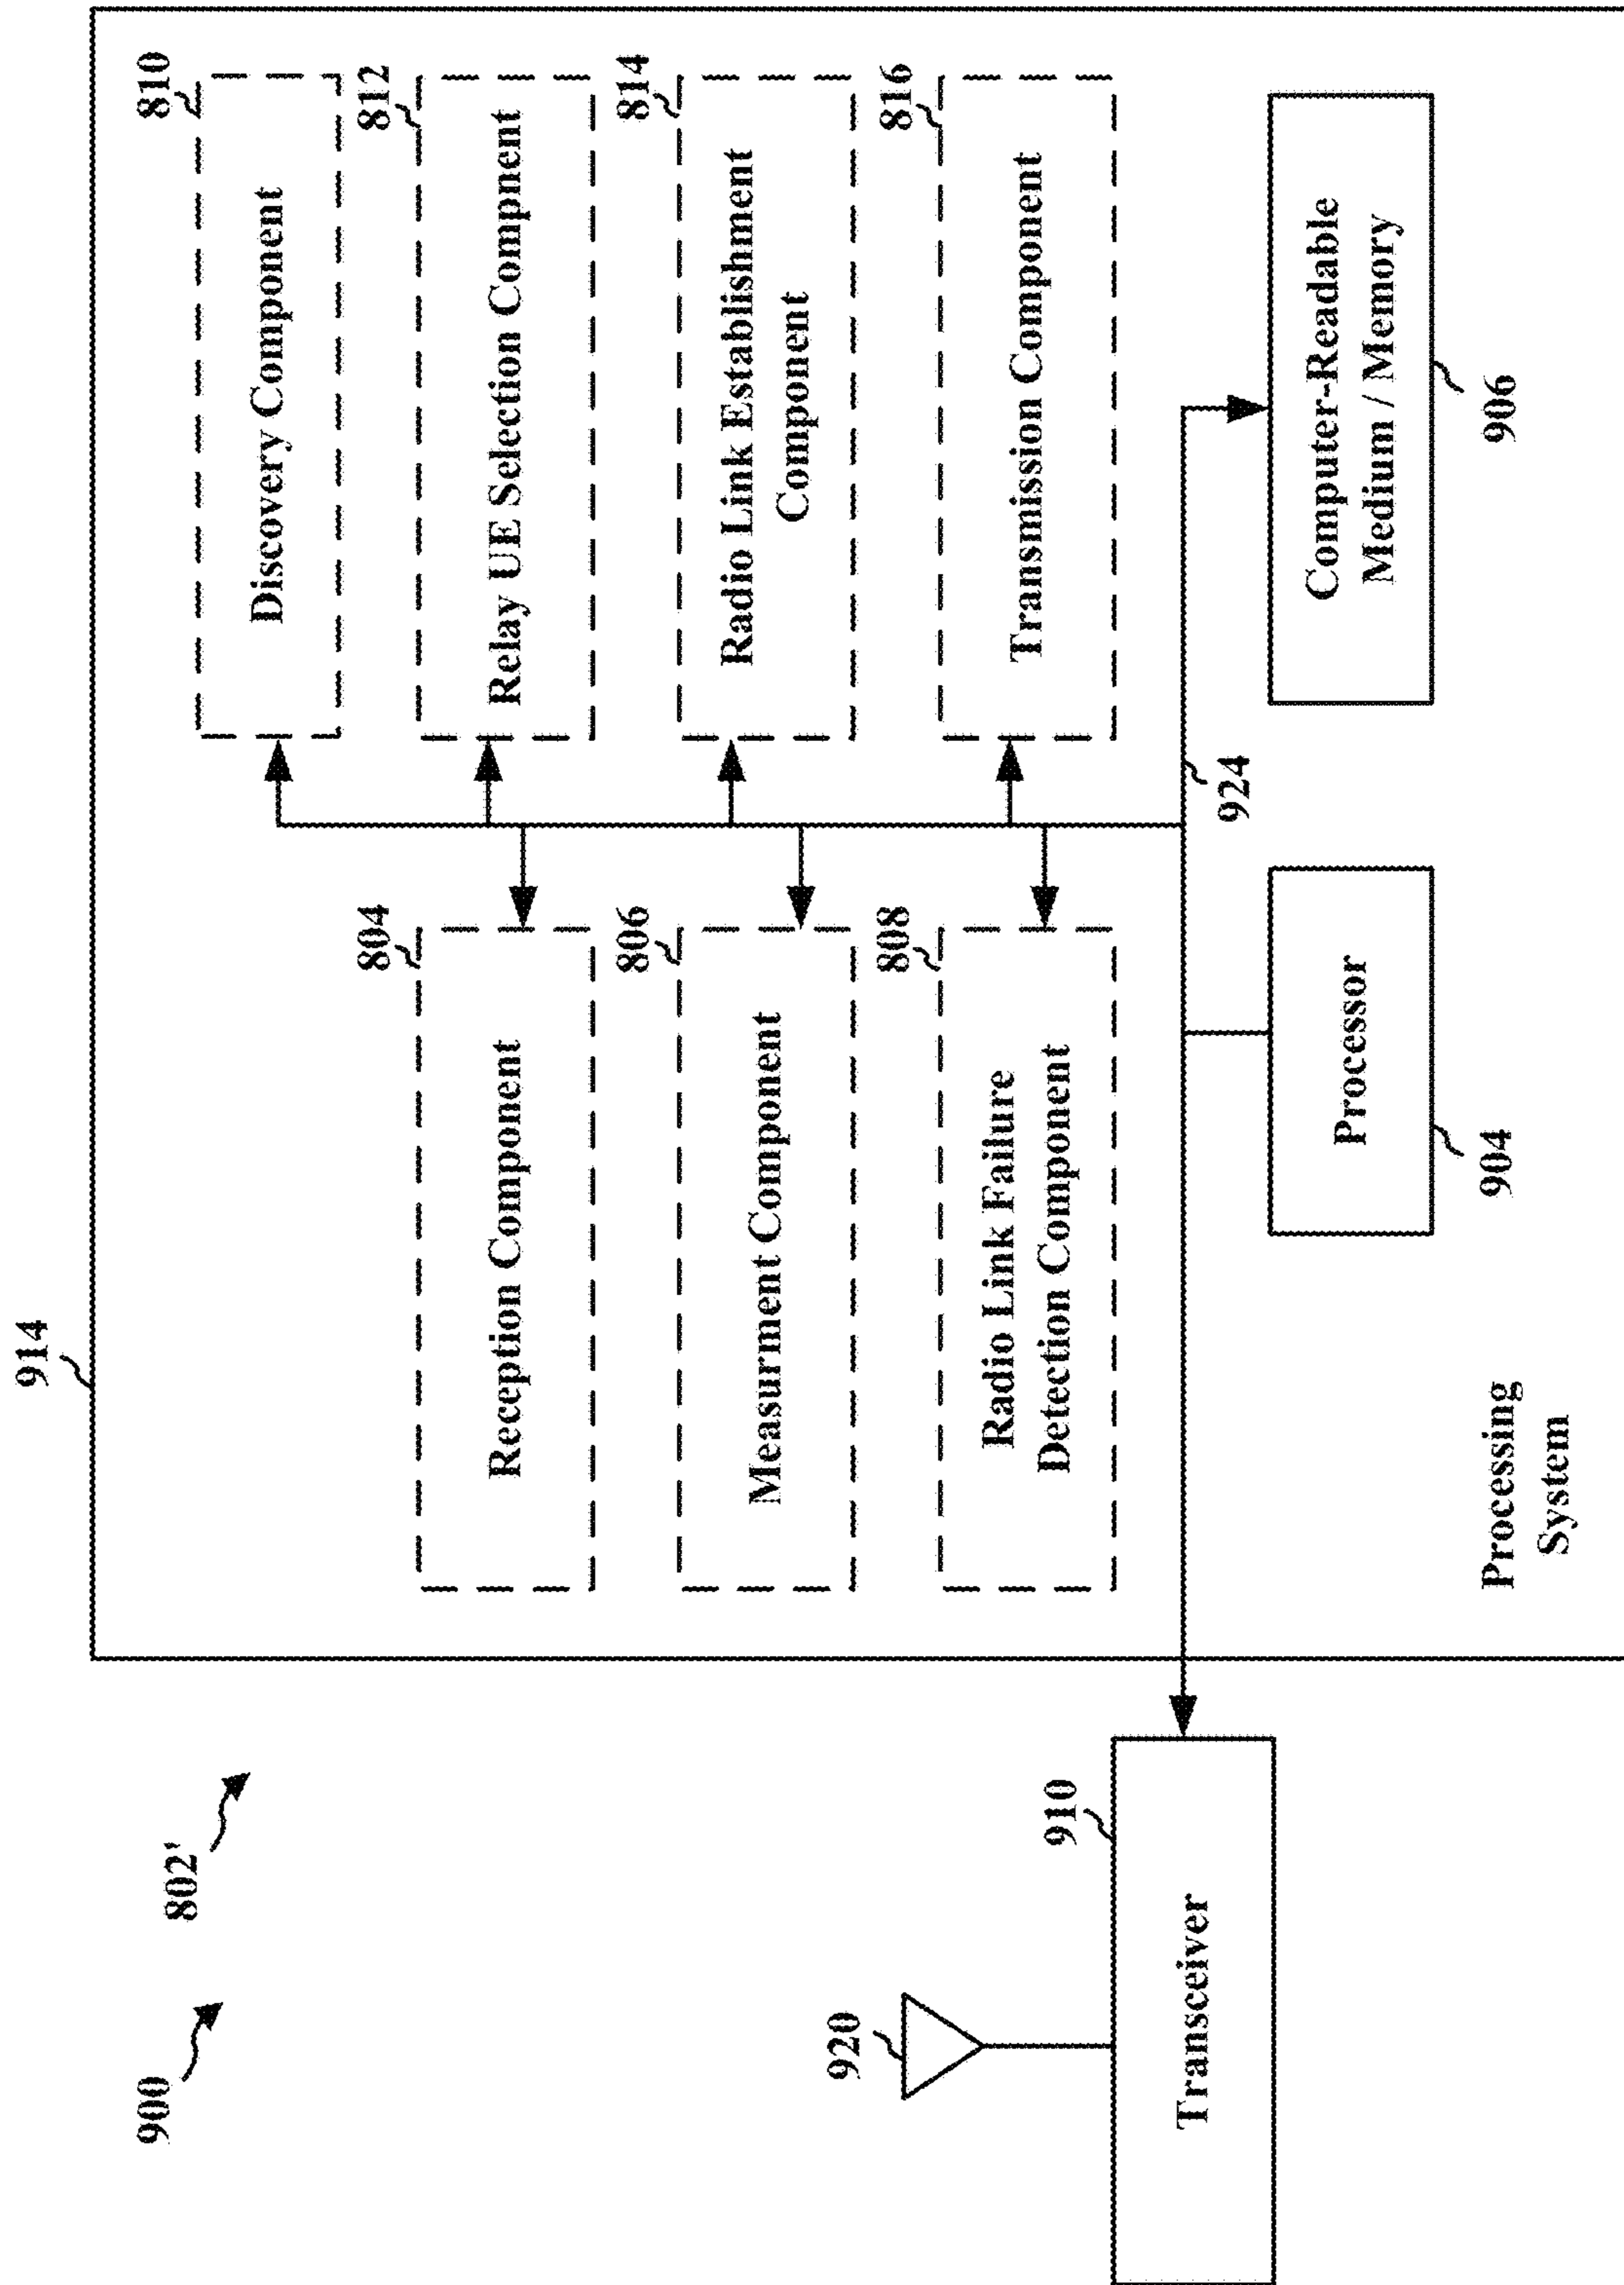 900
802'
914
810
Discovery Component
804
Reception Component
812
Relay UE Selection Compnent
806
Measurment Component
814
Radio Link Establishment
Component
808
Radio Link Failure
Detection Component
816
Transmission Component
920
910
Transceiver
924
Processor
904
Computer-Readable
Medium / Memory
906
Processing
System